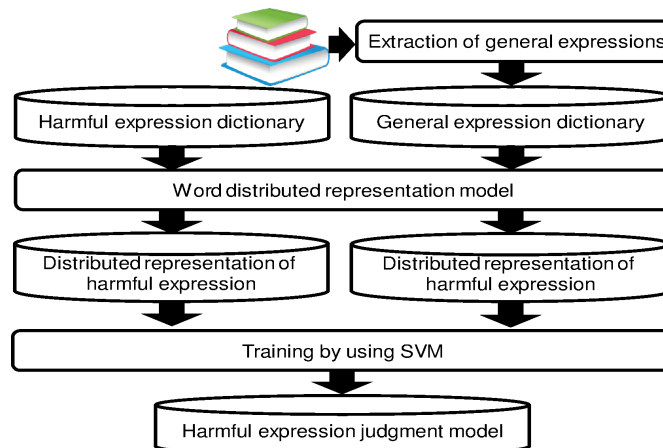 Extraction of general expressions
Harmful expression dictionary
General expression dictionary
Word distributed representation model
Distributed representation of
harmful expression
Distributed representation of
harmful expression
Training by using SVM
Harmful expression judgment model